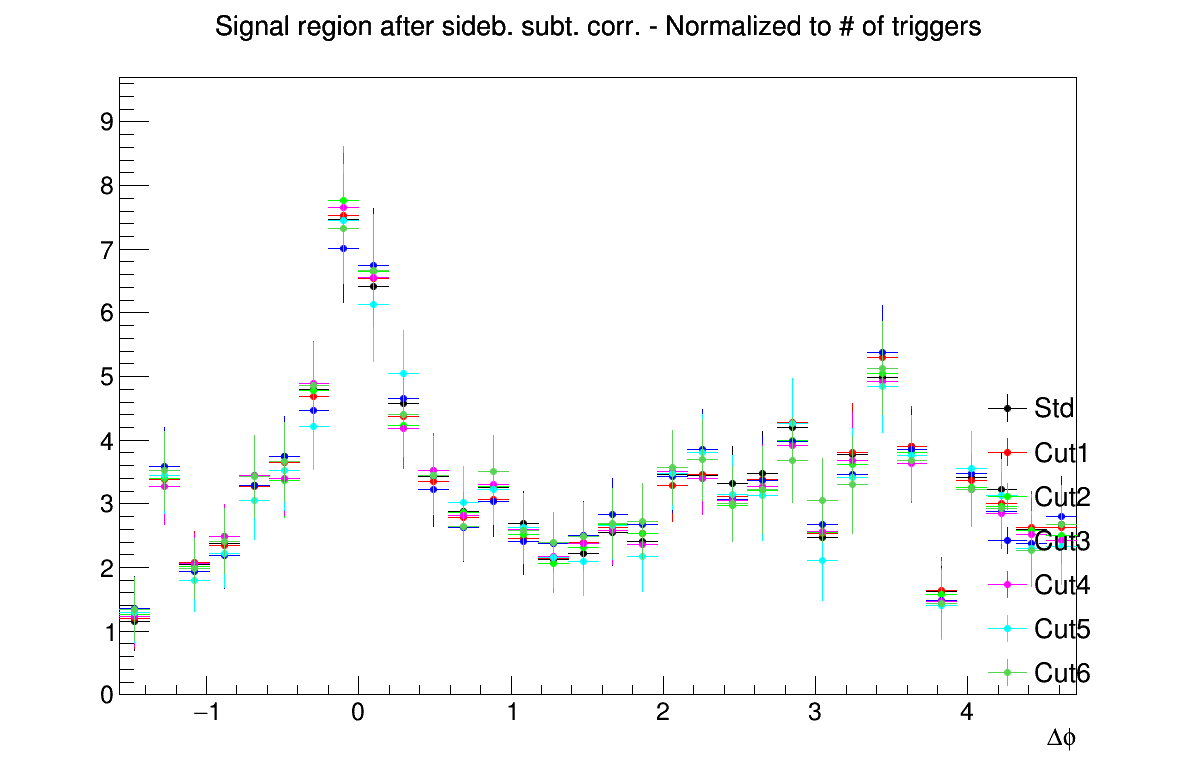 Signal region after sideb. subt. corr. - Normalized to # of triggers
9
8
7
6
5
4
3
2
1
0
Std
Cut1
Cut2
Cut3
Cut4
Cut5
Cut6
−1 0 1 2 3 4
Δϕ